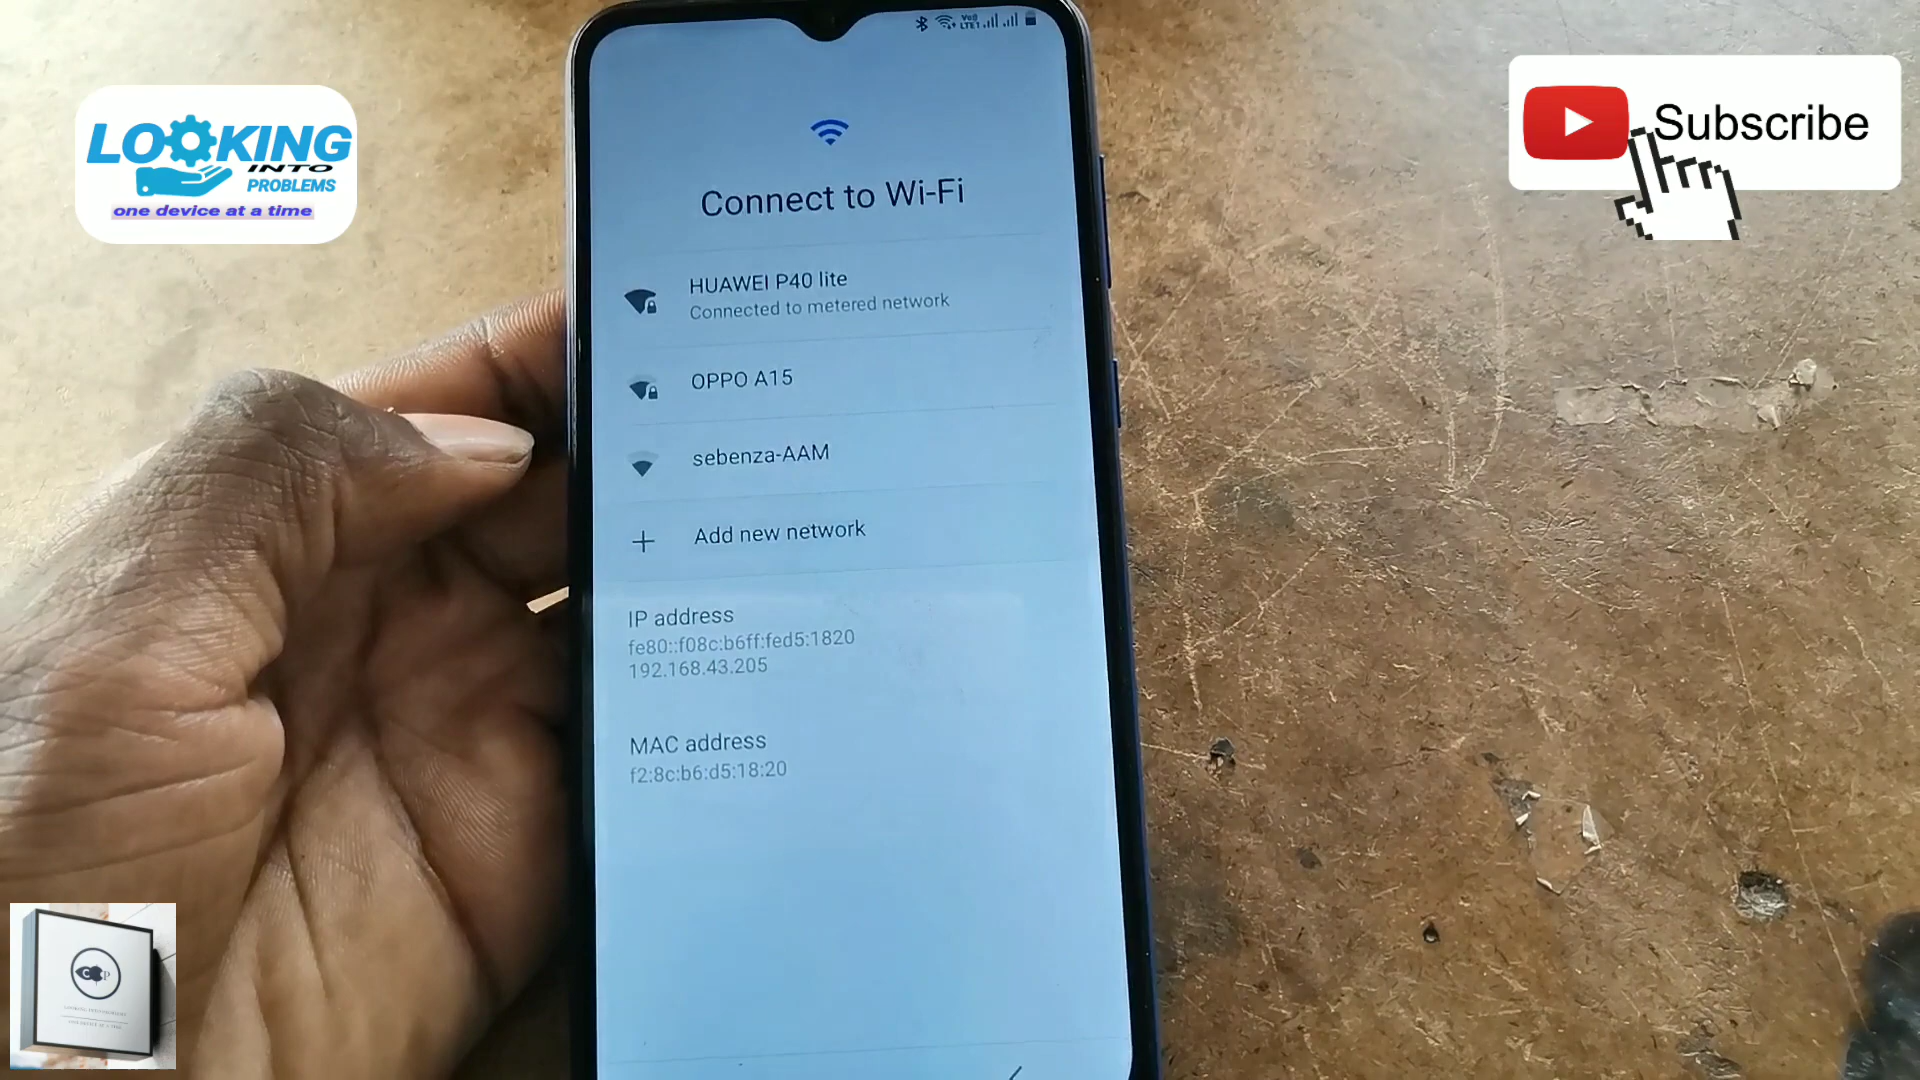 LOOKING
INTO
PROBLEMS
one device at a time
Subscribe
Vo))
LTE1
Connect to Wi-Fi
HUAWEI P40 lite
Connected to metered network
OPPO A15
sebenza-AAM
Add new network
IP address
fe80::f08c:b6ff:fed5:1820
192.168.43.205
MAC address
f2:8c:b6:d5:18:20
C P